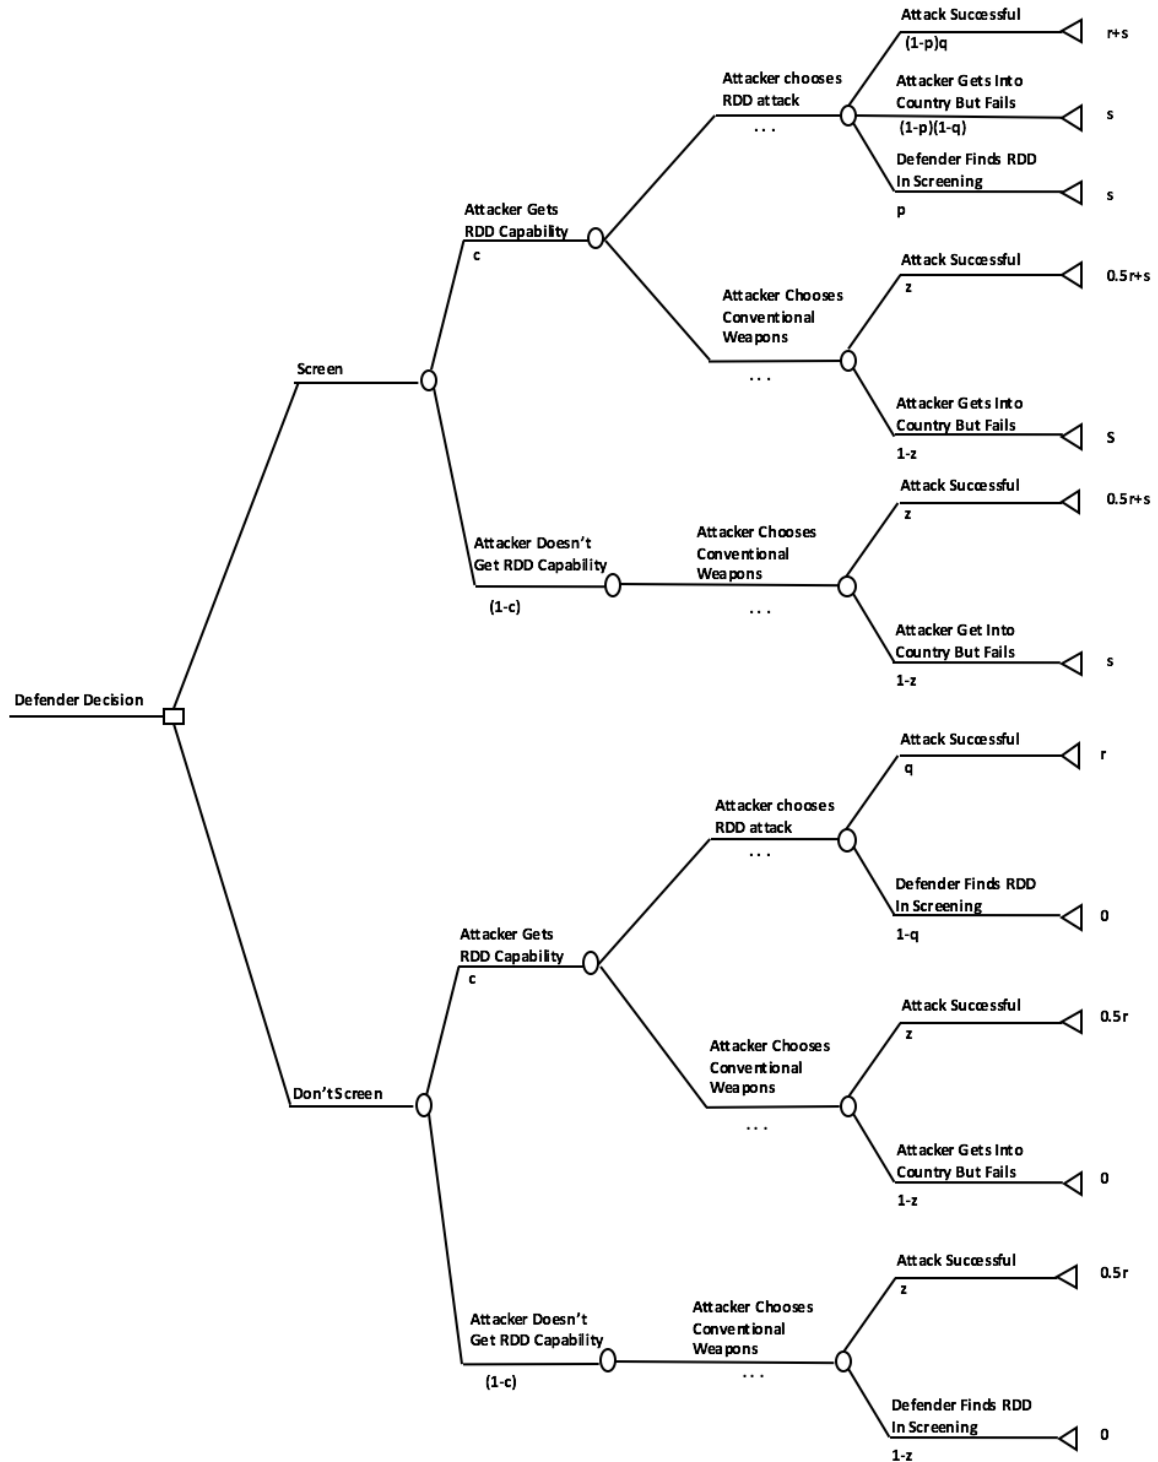 Attack Successful
(1-p)q
r+s
Attacker chooses
RDD attack
...
Attacker Gets Into
Country But Fails
(1-p)(1-q)
s
Defender Finds RDD
In Screening
p
s
Attacker Gets
RDD Capability
c
Attack Successful
z
0.5r+s
Attacker Chooses
Conventional
Weapons
...
Attacker Gets Into
Country But Fails
1-z
S
Screen
Attack Successful
z
0.5r+s
Attacker Doesn't
Get RDD Capability
(1-c)
Attacker Chooses
Conventional
Weapons
...
Attacker Get Into
Country But Fails
1-z
s
Defender Decision
Attack Successful
q
r
Attacker chooses
RDD attack
...
Defender Finds RDD
In Screening
1-q
0
Attacker Gets
RDD Capability
c
Attack Successful
z
0.5r
Attacker Chooses
Conventional
Weapons
...
Attacker Gets Into
Country But Fails
1-z
0
Don't Screen
Attack Successful
z
0.5r
Attacker Doesn't
Get RDD Capability
(1-c)
Attacker Chooses
Conventional
Weapons
...
Defender Finds RDD
In Screening
1-z
0